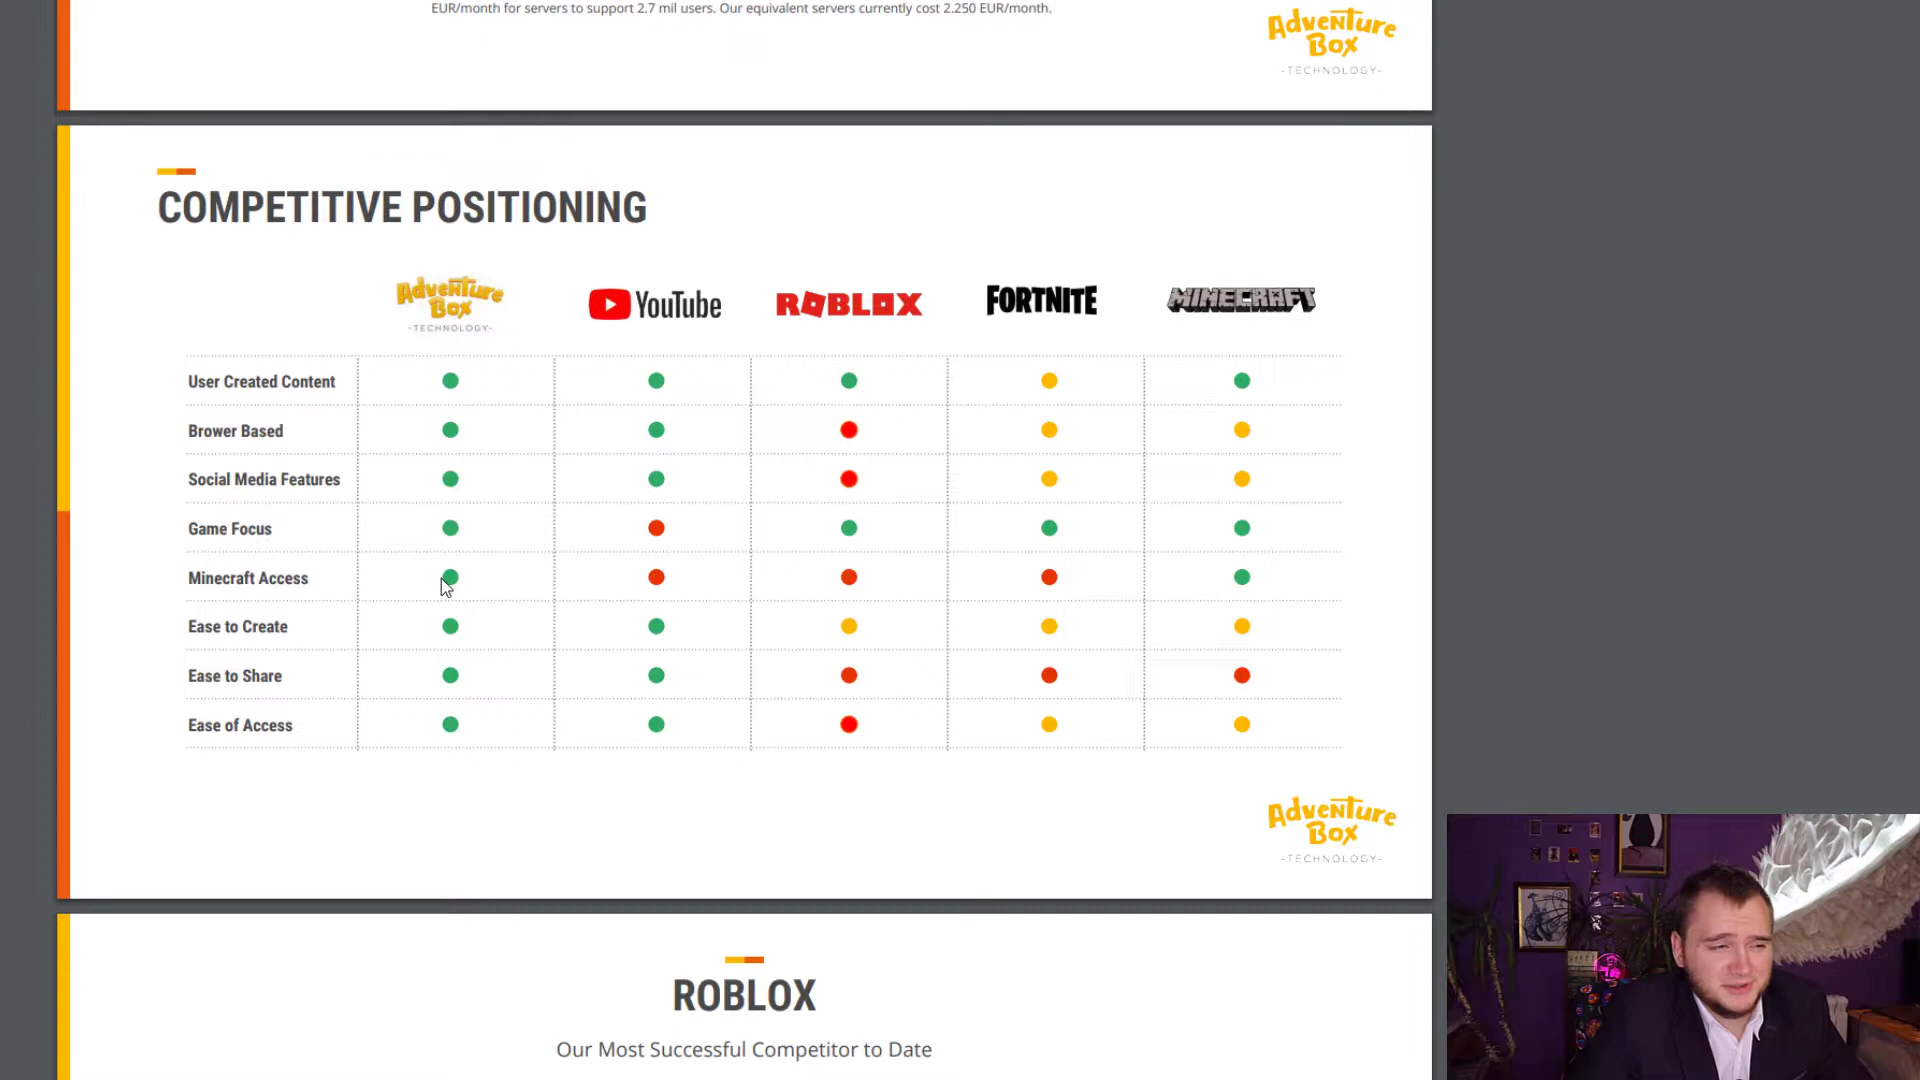 EUR/month for servers to support 2.7 mil users. Our equivalent servers currently cost 2.250 EUR/month.
Adventure
Box
-TECHNOLOGY-
COMPETITIVE POSITIONING
Adventure
Box
-TECHNOLOGY-
YouTube
ROBLOX
FORTNITE
MINECRAFT
User Created Content
Brower Based
Social Media Features
Game Focus
Minecraft Access
Ease to Create
Ease to Share
Ease of Access
Adventure
Box
-TECHNOLOGY-
ROBLOX
Our Most Successful Competitor to Date